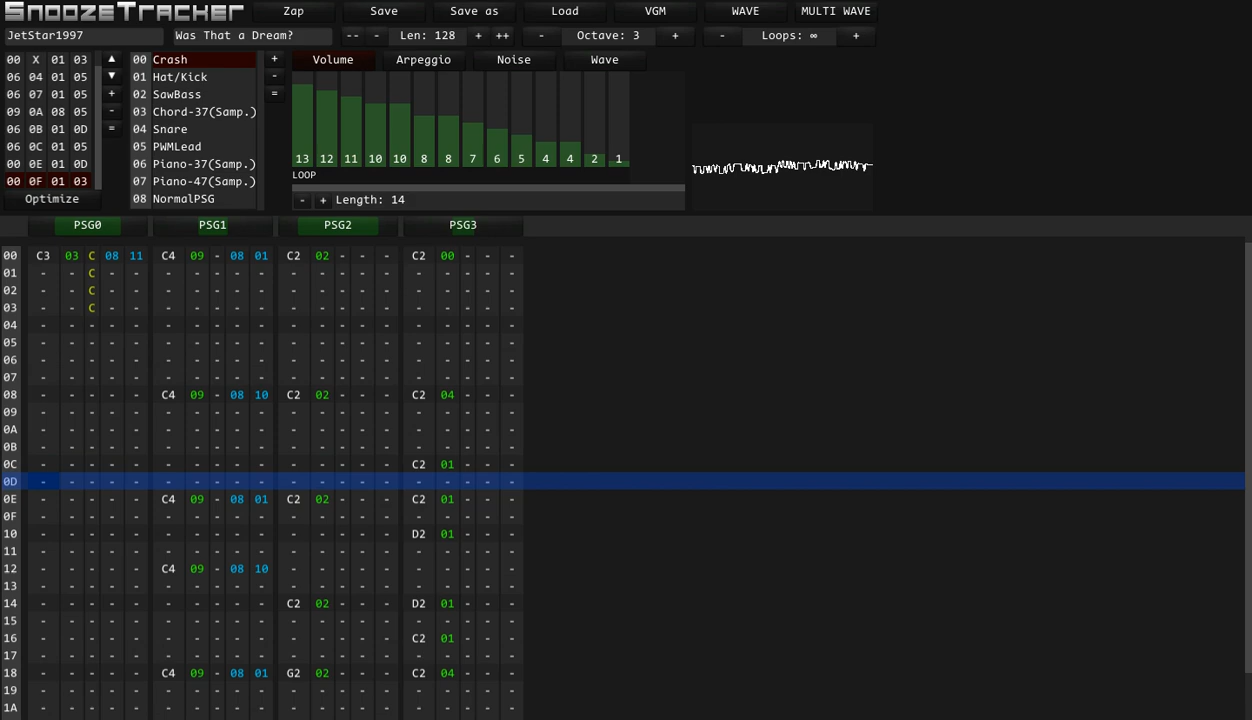 SNOOZETRACKER Zap Save Save as Load VGM WAVE MULTI WAVE
JetStar1997 Was That a Dream? -- - Len: 128 + ++ - Octave: 3 + - Loops: ∞ +
00 X 01 03 ▲ 00 Crash + Volume Arpeggio Noise Wave
06 04 01 05 ▼ 01 Hat/Kick -
06 07 01 05 + 02 SawBass =
09 0A 08 05 - 03 Chord-37(Samp.)
06 0B 01 0D = 04 Snare
06 0C 01 05 05 PWMLead
00 0E 01 0D 06 Piano-37(Samp.) 13 12 11 10 10 8 8 7 6 5 4 4 2 1
00 0F 01 03 07 Piano-47(Samp.) LOOP
Optimize 08 NormalPSG - + Length: 14
PSG0 PSG1 PSG2 PSG3
00 C3 03 C 08 11 C4 09 - 08 01 C2 02 - - - C2 00 - - -
01 - - C - - - - - - - - - - - - - - - - -
02 - - C - - - - - - - - - - - - - - - - -
03 - - C - - - - - - - - - - - - - - - - -
04 - - - - - - - - - - - - - - - - - - - -
05 - - - - - - - - - - - - - - - - - - - -
06 - - - - - - - - - - - - - - - - - - - -
07 - - - - - - - - - - - - - - - - - - - -
08 - - - - - C4 09 - 08 10 C2 02 - - - C2 04 - - -
09 - - - - - - - - - - - - - - - - - - - -
0A - - - - - - - - - - - - - - - - - - - -
0B - - - - - - - - - - - - - - - - - - - -
0C - - - - - - - - - - - - - - - C2 01 - - -
0D - - - - - - - - - - - - - - - - - - - -
0E - - - - - C4 09 - 08 01 C2 02 - - - C2 01 - - -
0F - - - - - - - - - - - - - - - - - - - -
10 - - - - - - - - - - - - - - - D2 01 - - -
11 - - - - - - - - - - - - - - - - - - - -
12 - - - - - C4 09 - 08 10 - - - - - - - - - -
13 - - - - - - - - - - - - - - - - - - - -
14 - - - - - - - - - - C2 02 - - - D2 01 - - -
15 - - - - - - - - - - - - - - - - - - - -
16 - - - - - - - - - - - - - - - C2 01 - - -
17 - - - - - - - - - - - - - - - - - - - -
18 - - - - - C4 09 - 08 01 G2 02 - - - C2 04 - - -
19 - - - - - - - - - - - - - - - - - - - -
1A - - - - - - - - - - - - - - - - - - - -